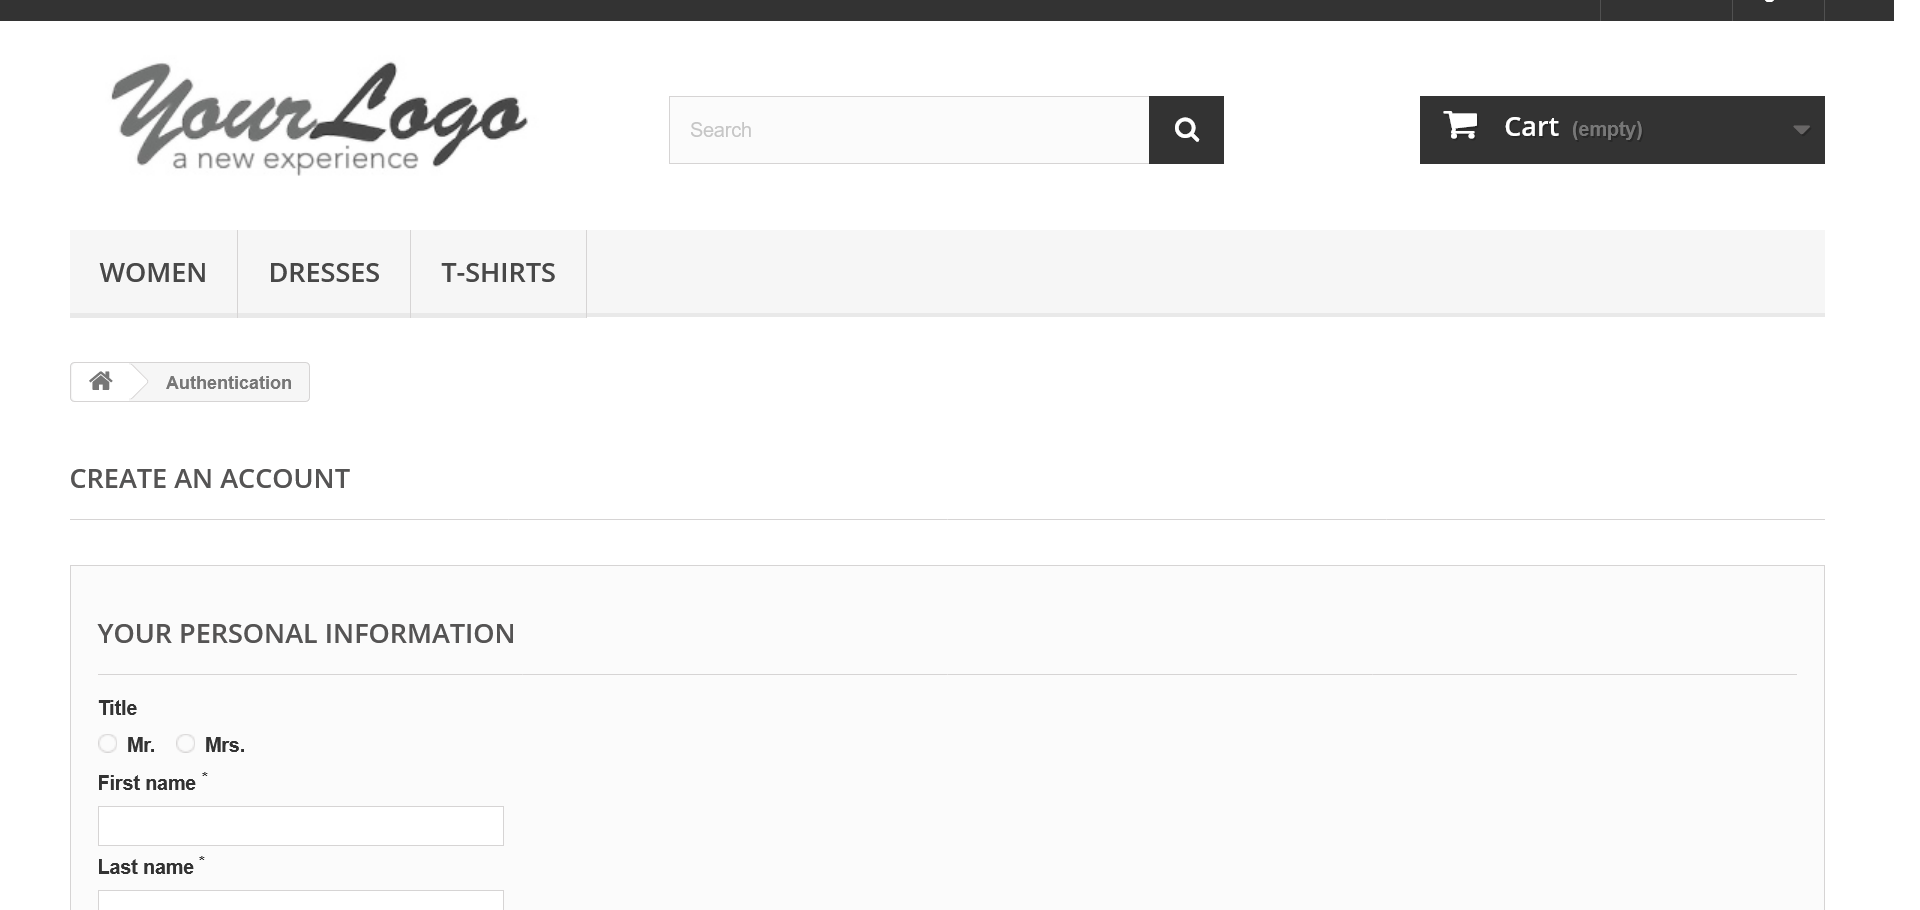 YourLogo
a new experience
Search
Cart (empty)
WOMEN DRESSES T-SHIRTS
Authentication
CREATE AN ACCOUNT
YOUR PERSONAL INFORMATION
Title
Mr. Mrs.
First name *
Last name *